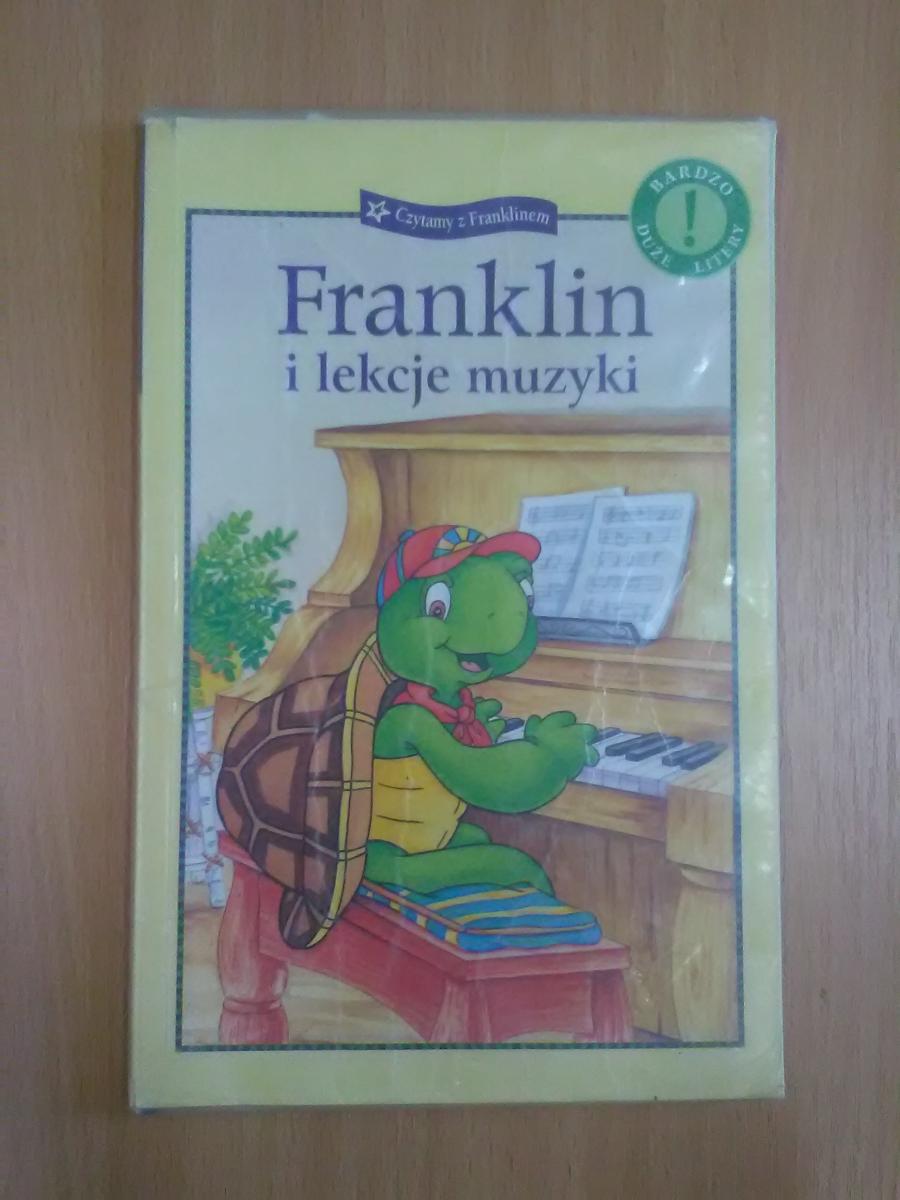 Czytamy z Franklinem
BARDZO
!
DUŻE LITERY
Franklin
i lekcje muzyki